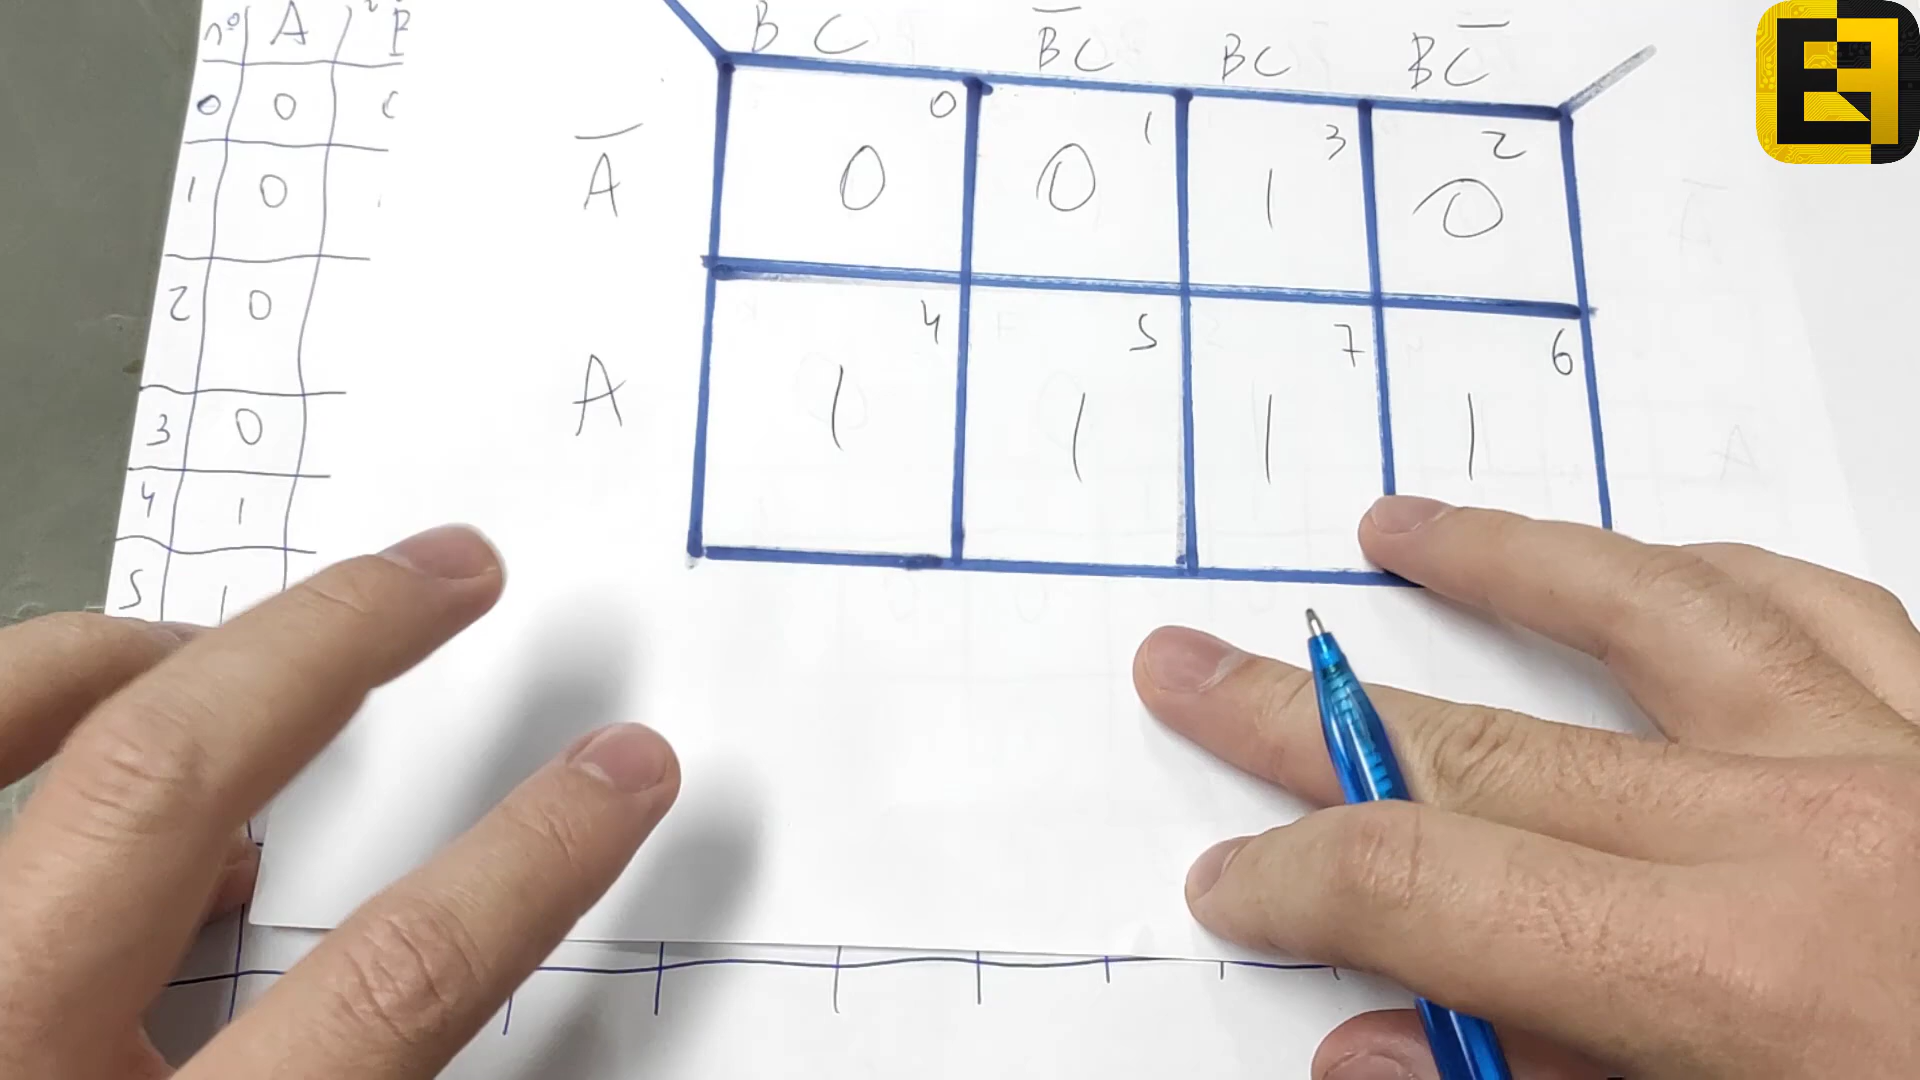 B C B̅C BC BC̅
A̅
0 1 3 2
0 0 1 0
A
4 5 7 6
1 1 1 1
nº A
0 0
1 0
2 0
3 0
4 1
5 1
EF